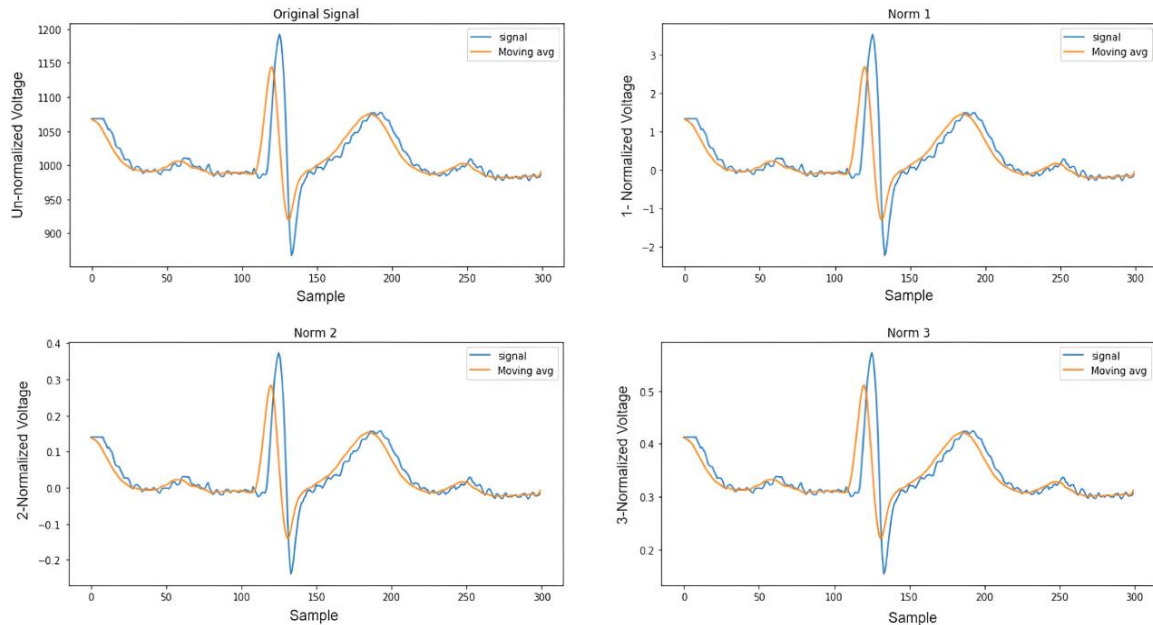 Original Signal
1200
1150
1100
1050
1000
950
900
Un-normalized Voltage
signal
Moving avg
0 50 100 150 200 250 300
Sample
Norm 1
3
2
1
0
−1
−2
1- Normalized Voltage
signal
Moving avg
0 50 100 150 200 250 300
Sample
Norm 2
0.4
0.3
0.2
0.1
0.0
−0.1
−0.2
2-Normalized Voltage
signal
Moving avg
0 50 100 150 200 250 300
Sample
Norm 3
0.5
0.4
0.3
0.2
3-Normalized Voltage
signal
Moving avg
0 50 100 150 200 250 300
Sample